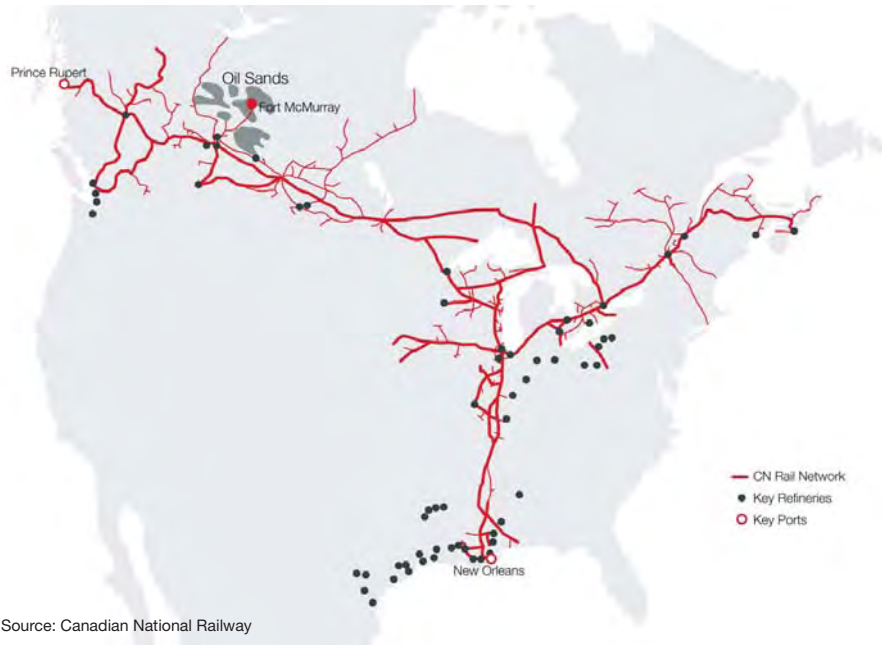 Prince Rupert
Oil Sands
Fort McMurray
CN Rail Network
Key Refineries
Key Ports
New Orleans
Source: Canadian National Railway